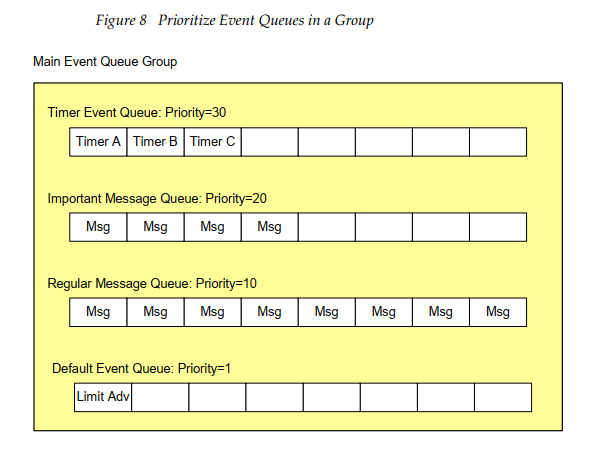 Figure 8 Prioritize Event Queues in a Group
Main Event Queue Group
Timer Event Queue: Priority=30
Timer A Timer B Timer C
Important Message Queue: Priority=20
Msg Msg Msg Msg
Regular Message Queue: Priority=10
Msg Msg Msg Msg Msg Msg Msg Msg
Default Event Queue: Priority=1
Limit Adv